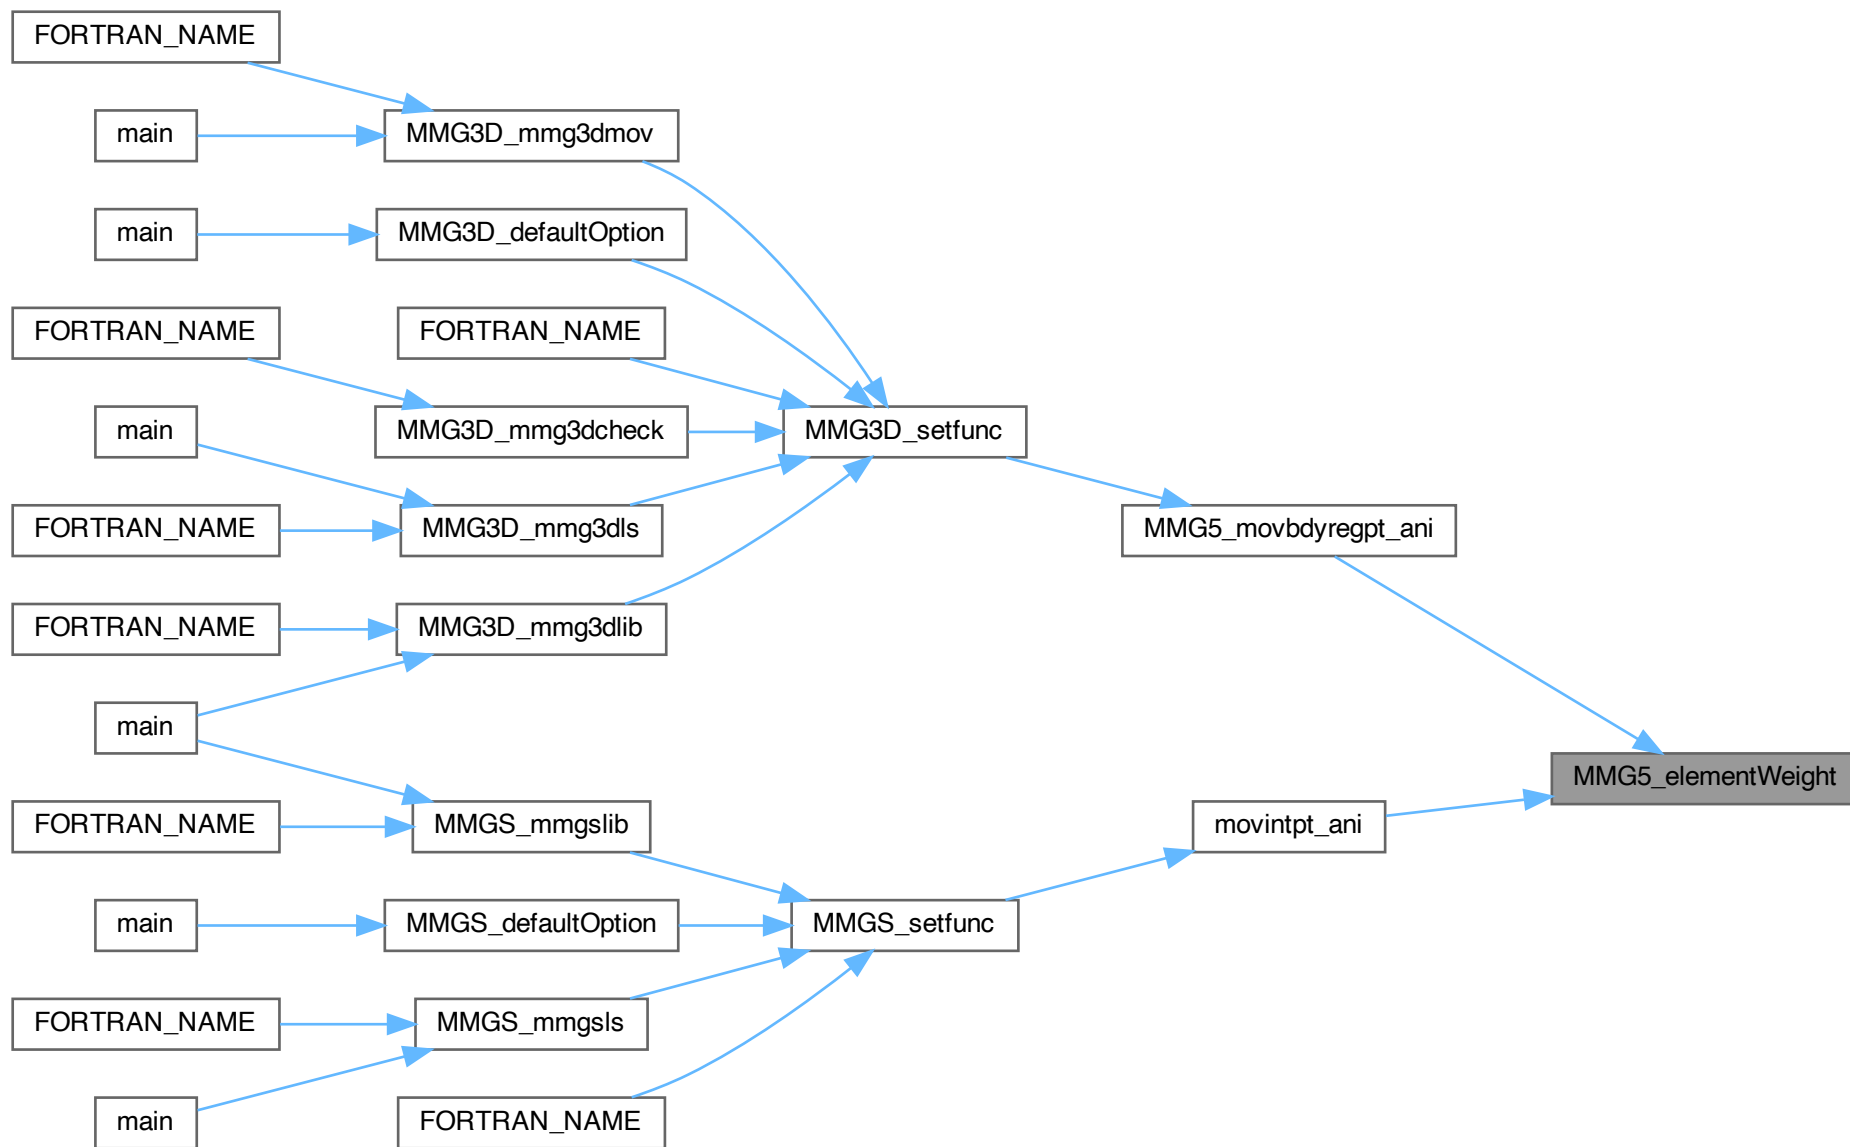 FORTRAN_NAME
main
MMG3D_mmg3dmov
main
MMG3D_defaultOption
FORTRAN_NAME
FORTRAN_NAME
main
MMG3D_mmg3dcheck
MMG3D_setfunc
FORTRAN_NAME
MMG3D_mmg3dls
MMG5_movbdyregpt_ani
FORTRAN_NAME
MMG3D_mmg3dlib
main
MMG5_elementWeight
FORTRAN_NAME
MMGS_mmgslib
movintpt_ani
main
MMGS_defaultOption
MMGS_setfunc
FORTRAN_NAME
MMGS_mmgsls
main
FORTRAN_NAME